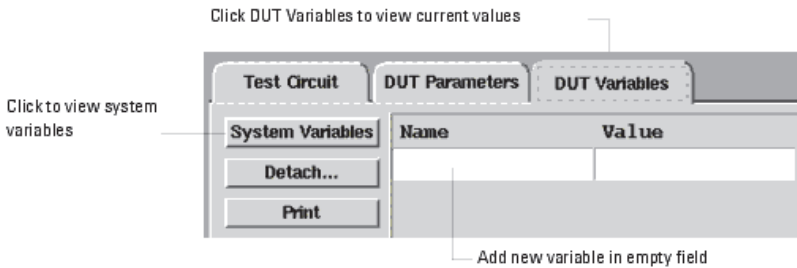 Click DUT Variables to view current values
Test Circuit DUT Parameters DUT Variables
Click to view system
variables
System Variables Name Value
Detach...
Print
Add new variable in empty field